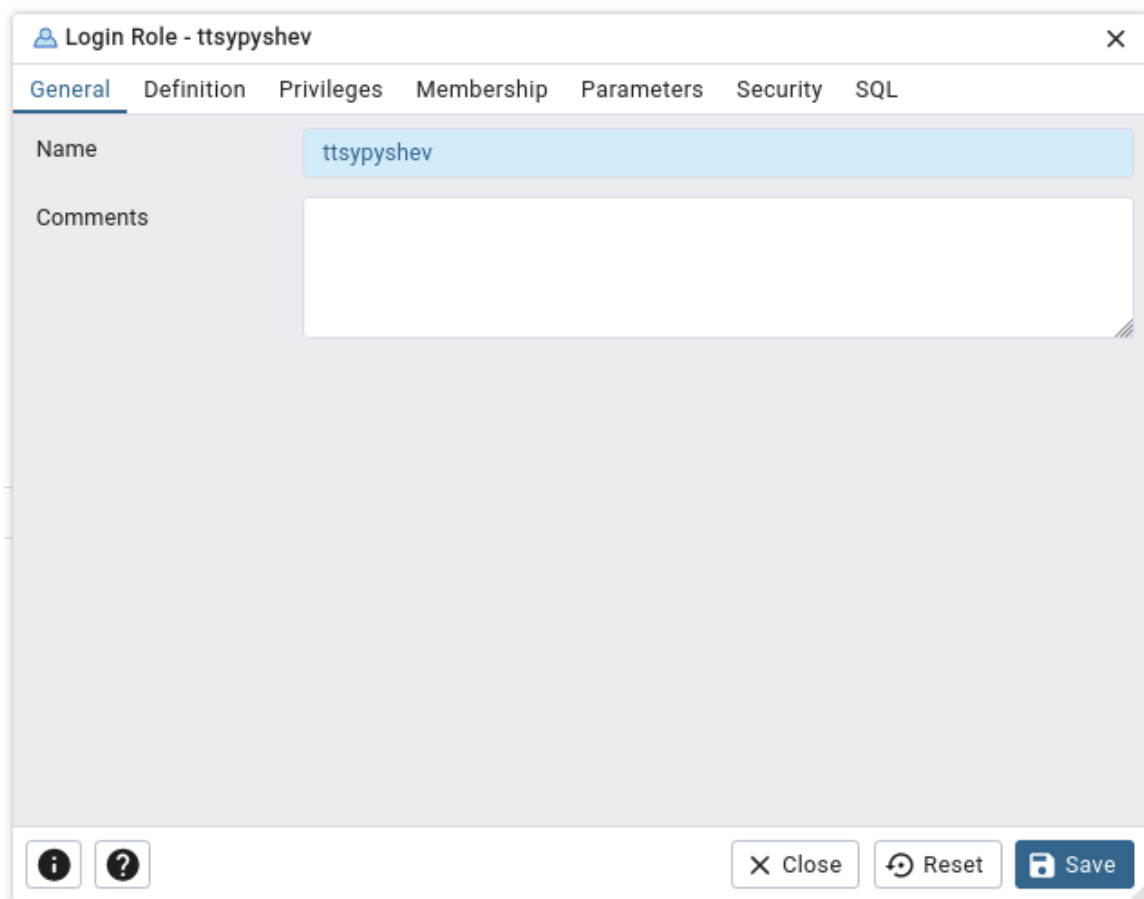 Login Role - ttsypyshev
General Definition Privileges Membership Parameters Security SQL
Name ttsypyshev
Comments
Close Reset Save